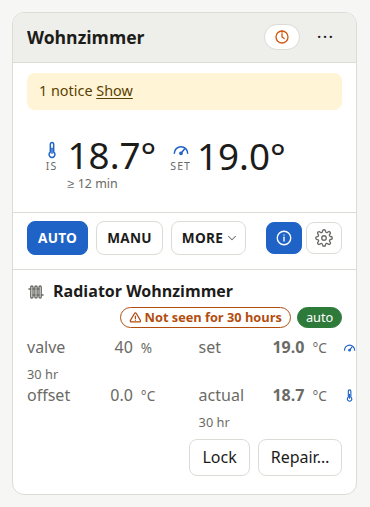 Wohnzimmer
1 notice Show
IS 18.7° SET 19.0°
≥ 12 min
AUTO MANU MORE
Radiator Wohnzimmer
Not seen for 30 hours auto
valve 40 % set 19.0 °C
30 hr
offset 0.0 °C actual 18.7 °C
30 hr
Lock Repair...